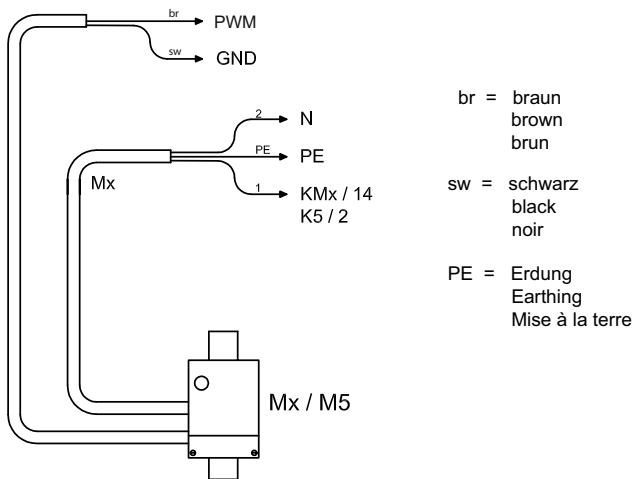 br PWM
sw GND
2 N
PE PE
1 KMx / 14
K5 / 2
Mx
Mx / M5
br = braun
brown
brun
sw = schwarz
black
noir
PE = Erdung
Earthing
Mise à la terre